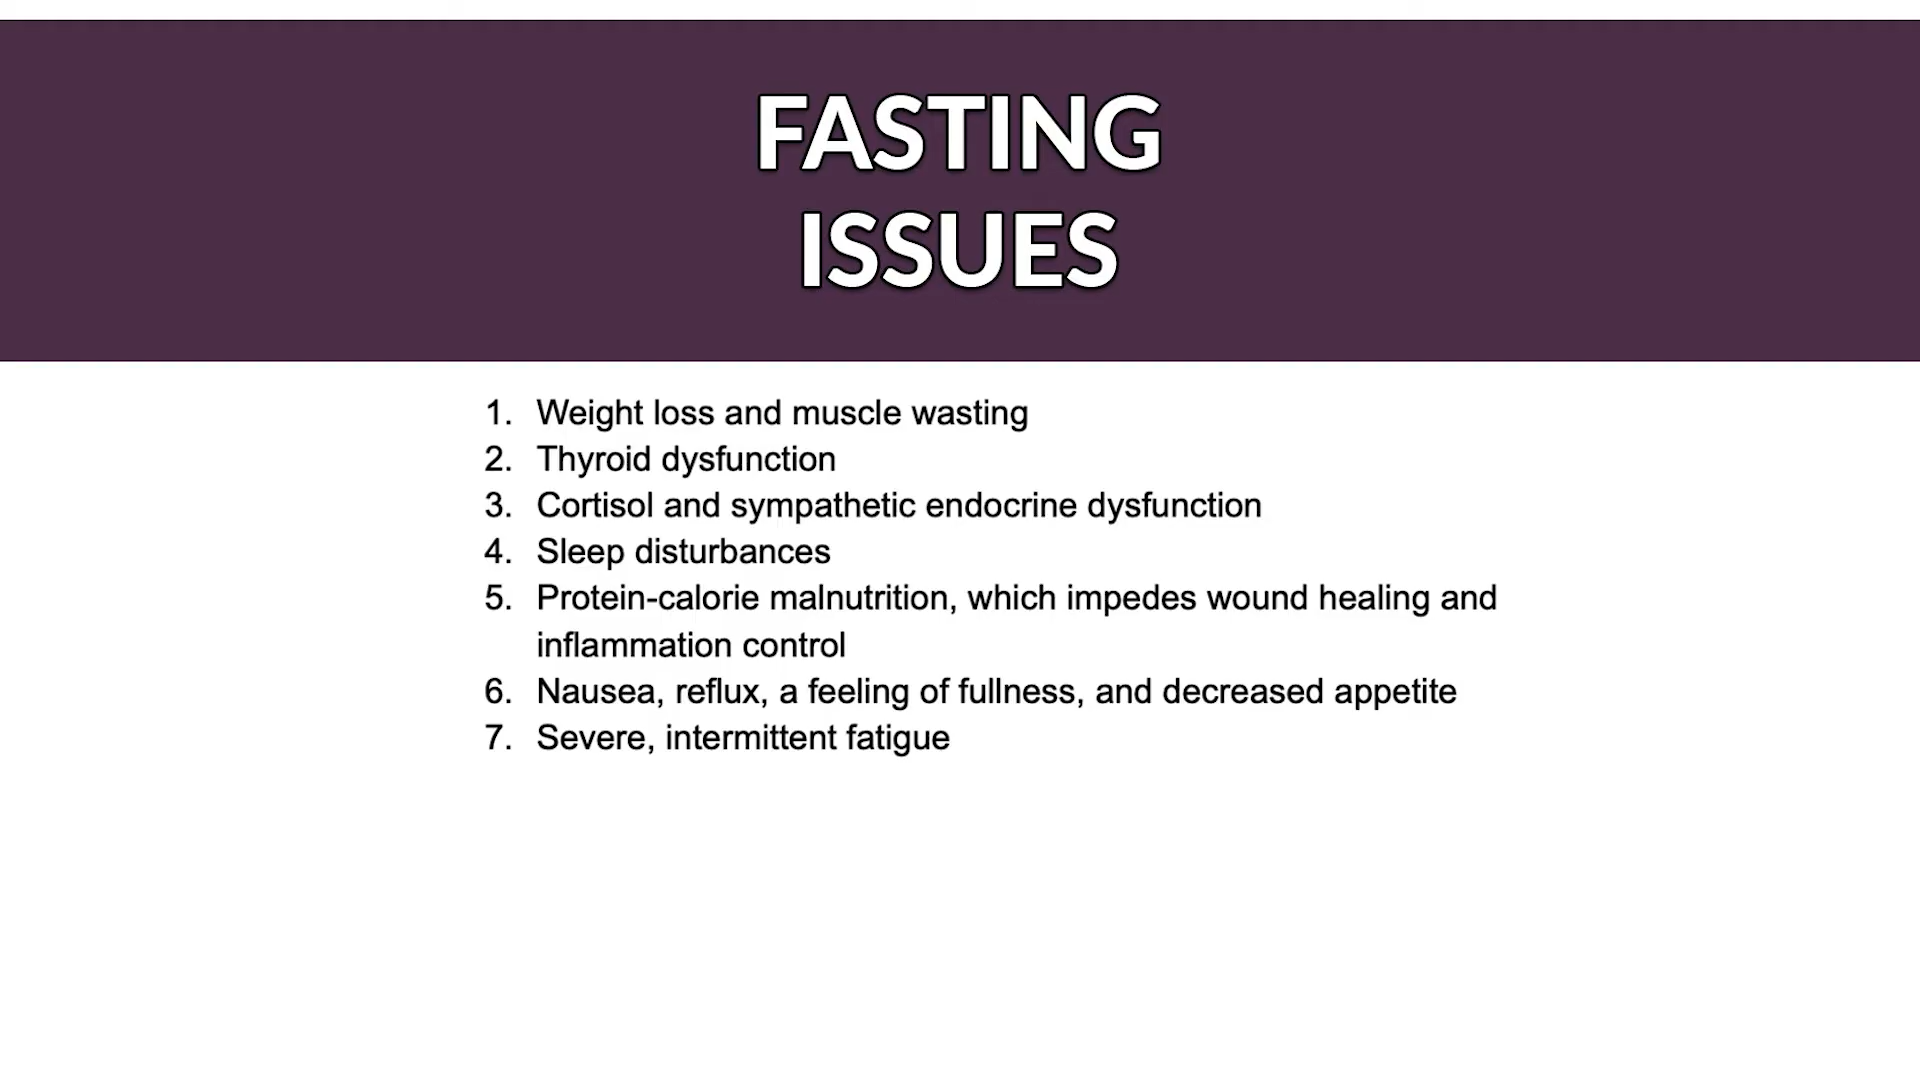 FASTING
ISSUES
1. Weight loss and muscle wasting
2. Thyroid dysfunction
3. Cortisol and sympathetic endocrine dysfunction
4. Sleep disturbances
5. Protein-calorie malnutrition, which impedes wound healing and
inflammation control
6. Nausea, reflux, a feeling of fullness, and decreased appetite
7. Severe, intermittent fatigue